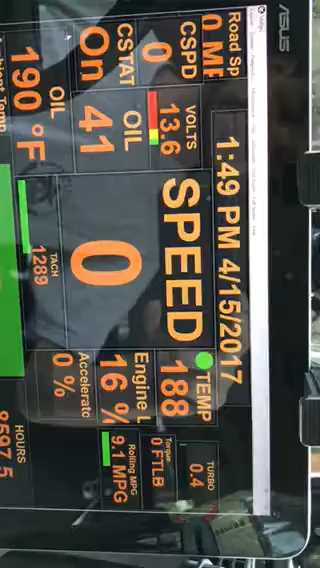 ASUS
1:49 PM 4/15/2017
Road Sp
0 M
CSPD
0
CSTAT
On
VOLTS
13.6
OIL
41
OIL
190 °F
SPEED
0
TACH
1289
TEMP
188
Engine L
16 %
Accelerato
0 %
TURBO
0.4
Torque
0 FTLB
Rolling MPG
9.1 MPG
HOURS
8597.5